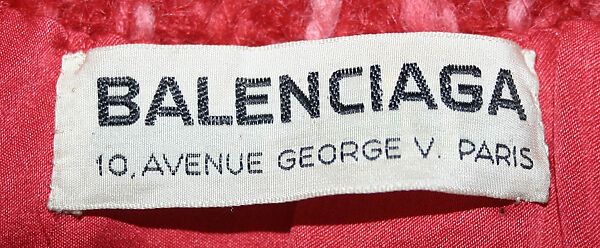 BALENCIAGA
10, AVENUE GEORGE V. PARIS